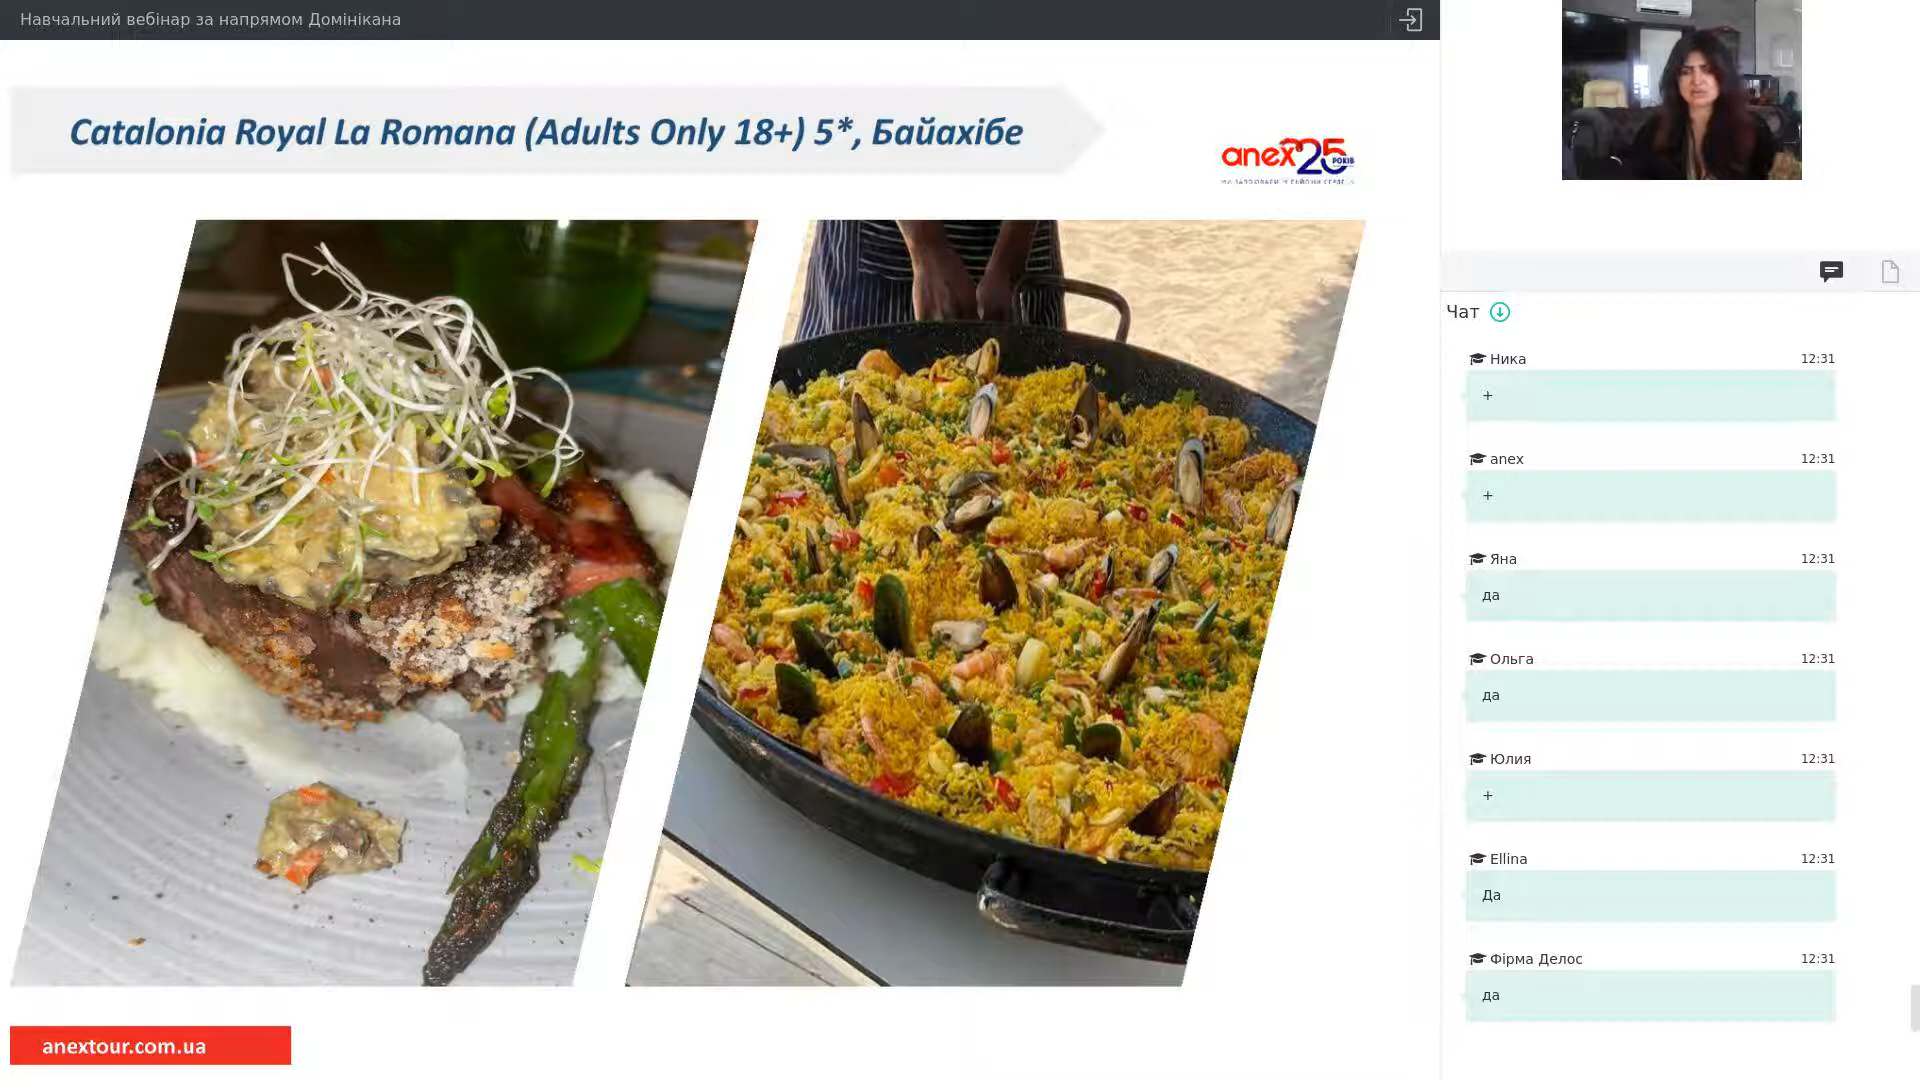 Навчальний вебінар за напрямом Домінікана
Catalonia Royal La Romana (Adults Only 18+) 5*, Байахібе
anex 25 РОКІВ
anextour.com.ua
Чат
Ника 12:31
+
anex 12:31
+
Яна 12:31
да
Ольга 12:31
да
Юлия 12:31
+
Ellina 12:31
Да
Фірма Делос 12:31
да